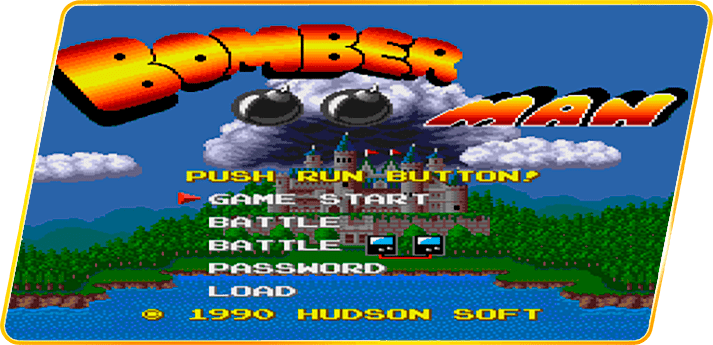 BOMBER
MAN
PUSH RUN BUTTON!
GAME START
BATTLE
BATTLE
PASSWORD
LOAD
© 1990 HUDSON SOFT